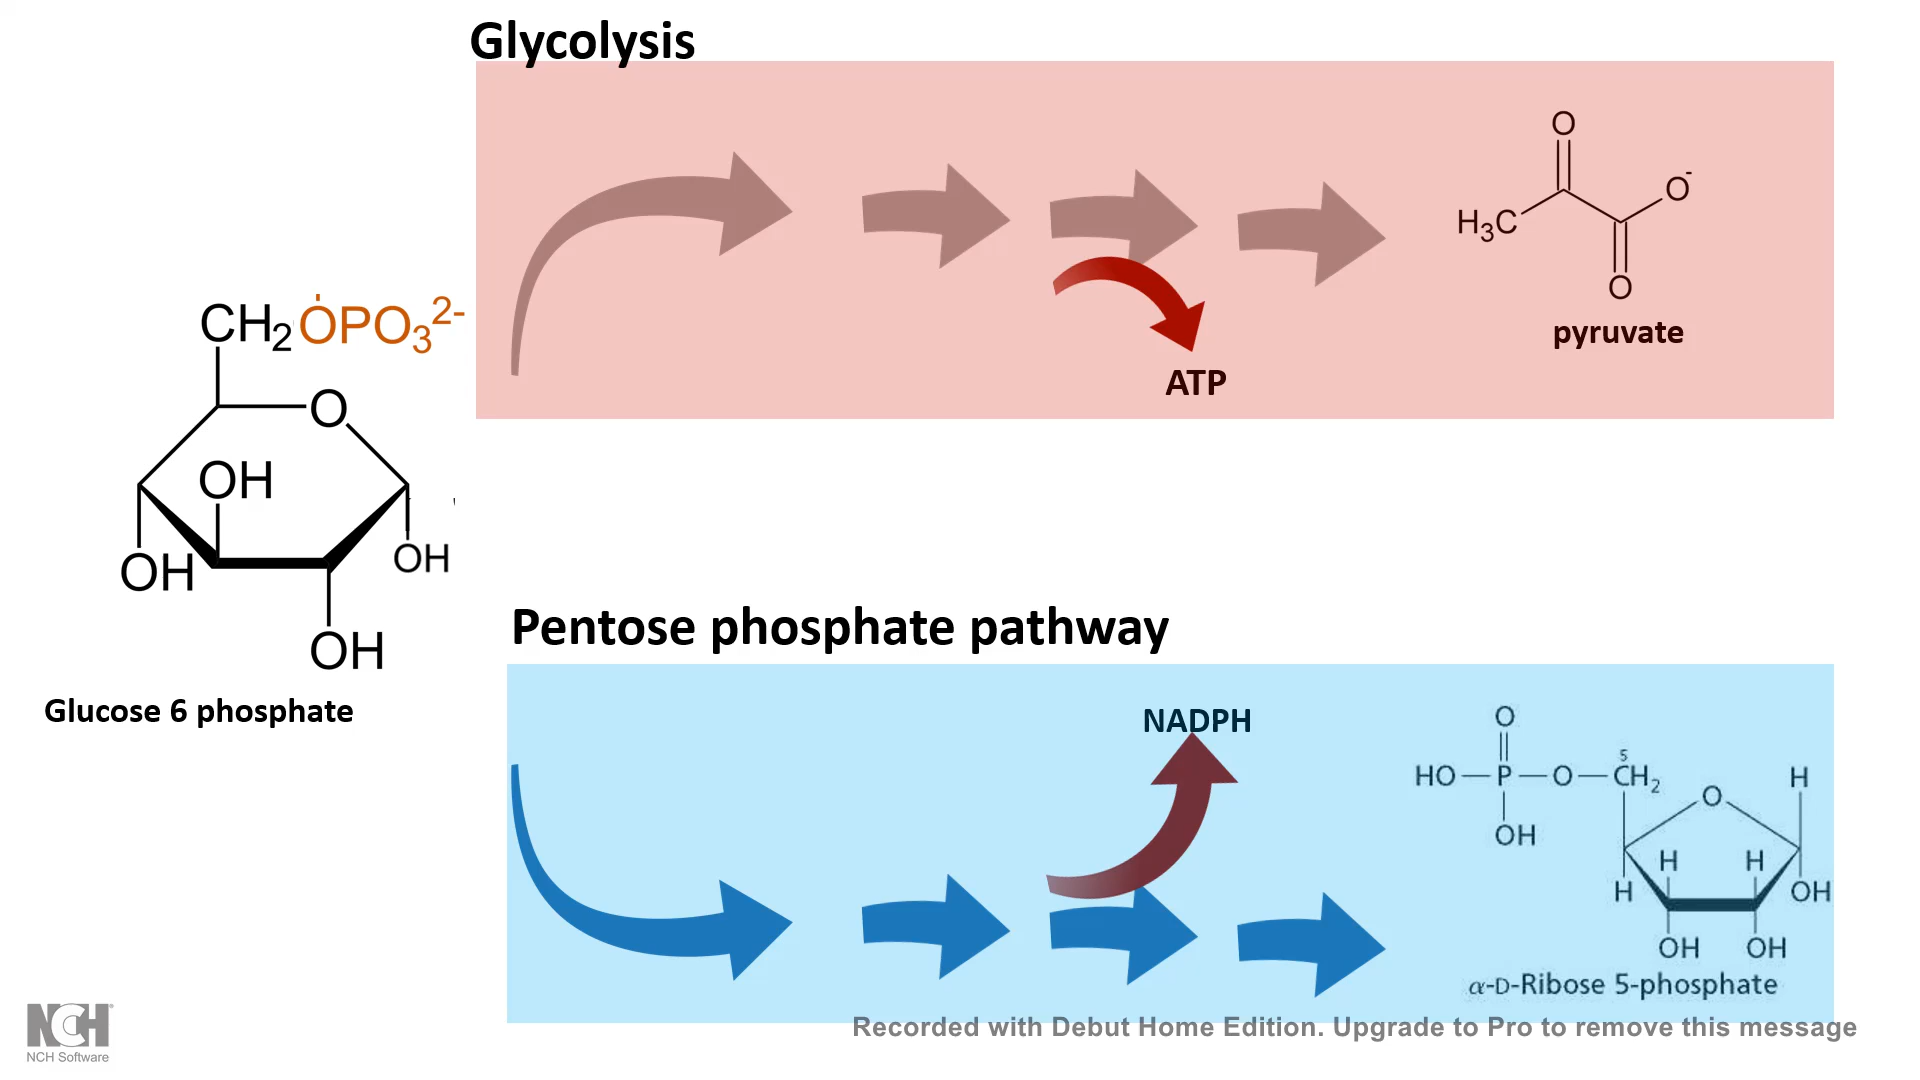 Glycolysis
O
O-
H3C
O
pyruvate
ATP
CH2OPO3 2-
O
OH
OH
OH
OH
Glucose 6 phosphate
Pentose phosphate pathway
NADPH
O
HO—P—O—CH2
5
H
O
OH
H H
H
OH
OH OH
α-D-Ribose 5-phosphate
NCH
NCH Software
Recorded with Debut Home Edition. Upgrade to Pro to remove this message